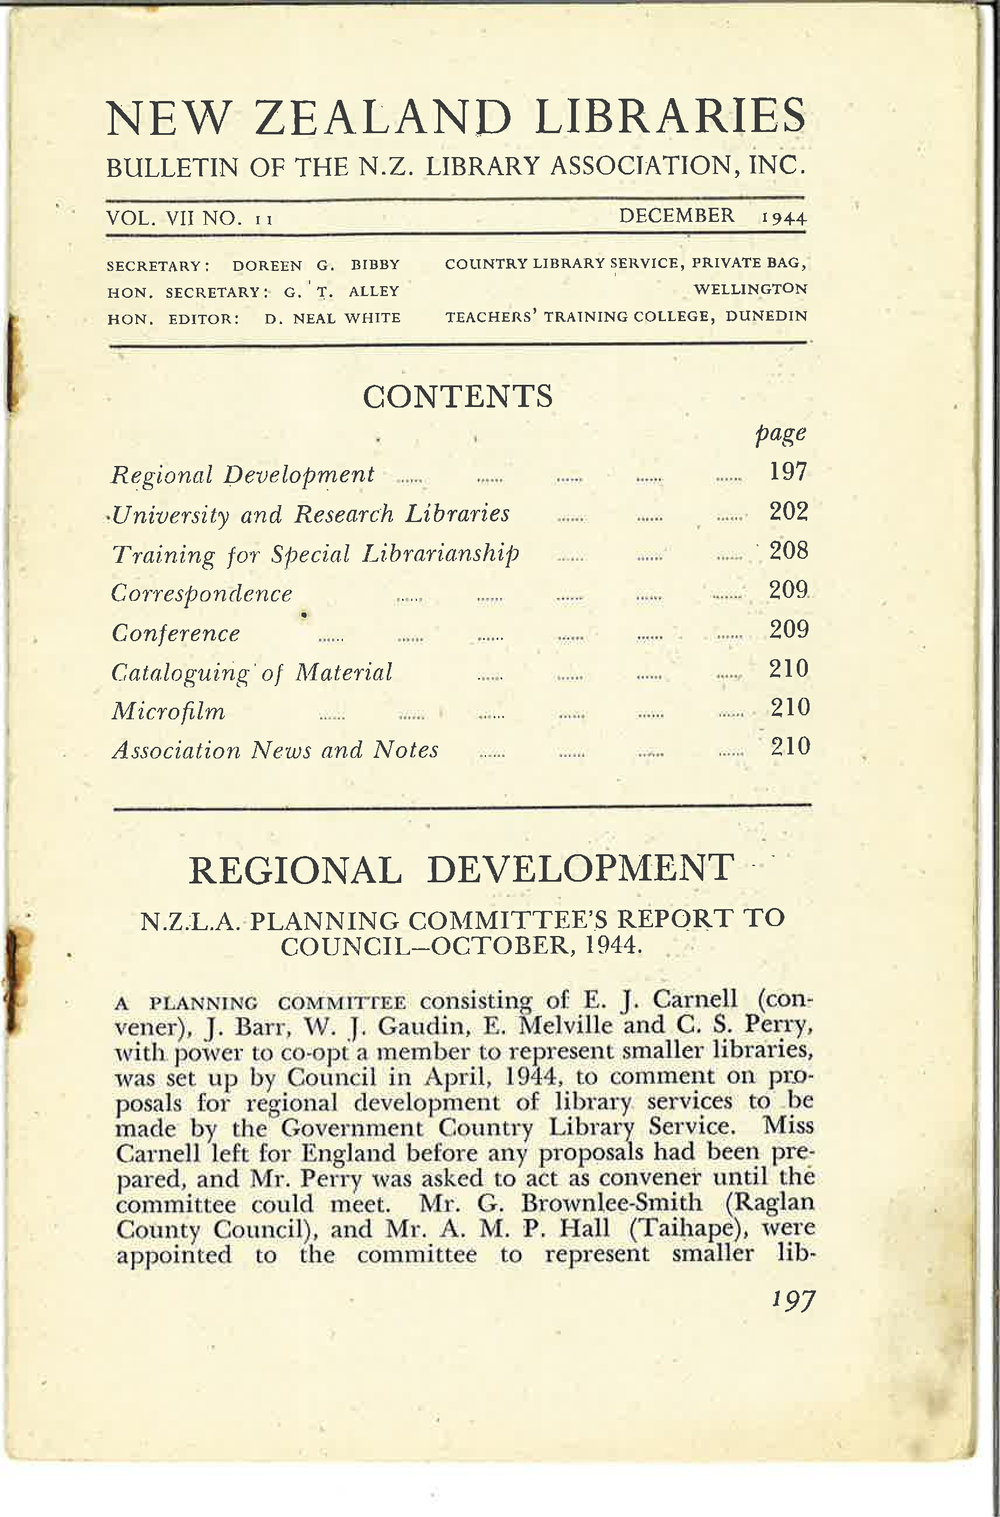 NEW ZEALAND LIBRARIES
BULLETIN OF THE N.Z. LIBRARY ASSOCIATION, INC.
VOL. VII NO. 11 DECEMBER 1944
SECRETARY: DOREEN G. BIBBY COUNTRY LIBRARY SERVICE, PRIVATE BAG,
HON. SECRETARY: G. T. ALLEY WELLINGTON
HON. EDITOR: D. NEAL WHITE TEACHERS' TRAINING COLLEGE, DUNEDIN
CONTENTS
page
Regional Development ...... ...... ...... ...... ...... 197
University and Research Libraries ...... ...... ...... 202
Training for Special Librarianship ...... ...... ...... 208
Correspondence ...... ...... ...... ...... ...... 209
Conference ...... ...... ...... ...... ...... ...... 209
Cataloguing of Material ...... ...... ...... ...... 210
Microfilm ...... ...... ...... ...... ...... ...... 210
Association News and Notes ...... ...... ...... ...... 210
REGIONAL DEVELOPMENT
N.Z.L.A. PLANNING COMMITTEE'S REPORT TO
COUNCIL—OCTOBER, 1944.
A PLANNING COMMITTEE consisting of E. J. Carnell (con-
vener), J. Barr, W. J. Gaudin, E. Melville and C. S. Perry,
with power to co-opt a member to represent smaller libraries,
was set up by Council in April, 1944, to comment on pro-
posals for regional development of library services to be
made by the Government Country Library Service. Miss
Carnell left for England before any proposals had been pre-
pared, and Mr. Perry was asked to act as convener until the
committee could meet. Mr. G. Brownlee-Smith (Raglan
County Council), and Mr. A. M. P. Hall (Taihape), were
appointed to the committee to represent smaller lib-
197